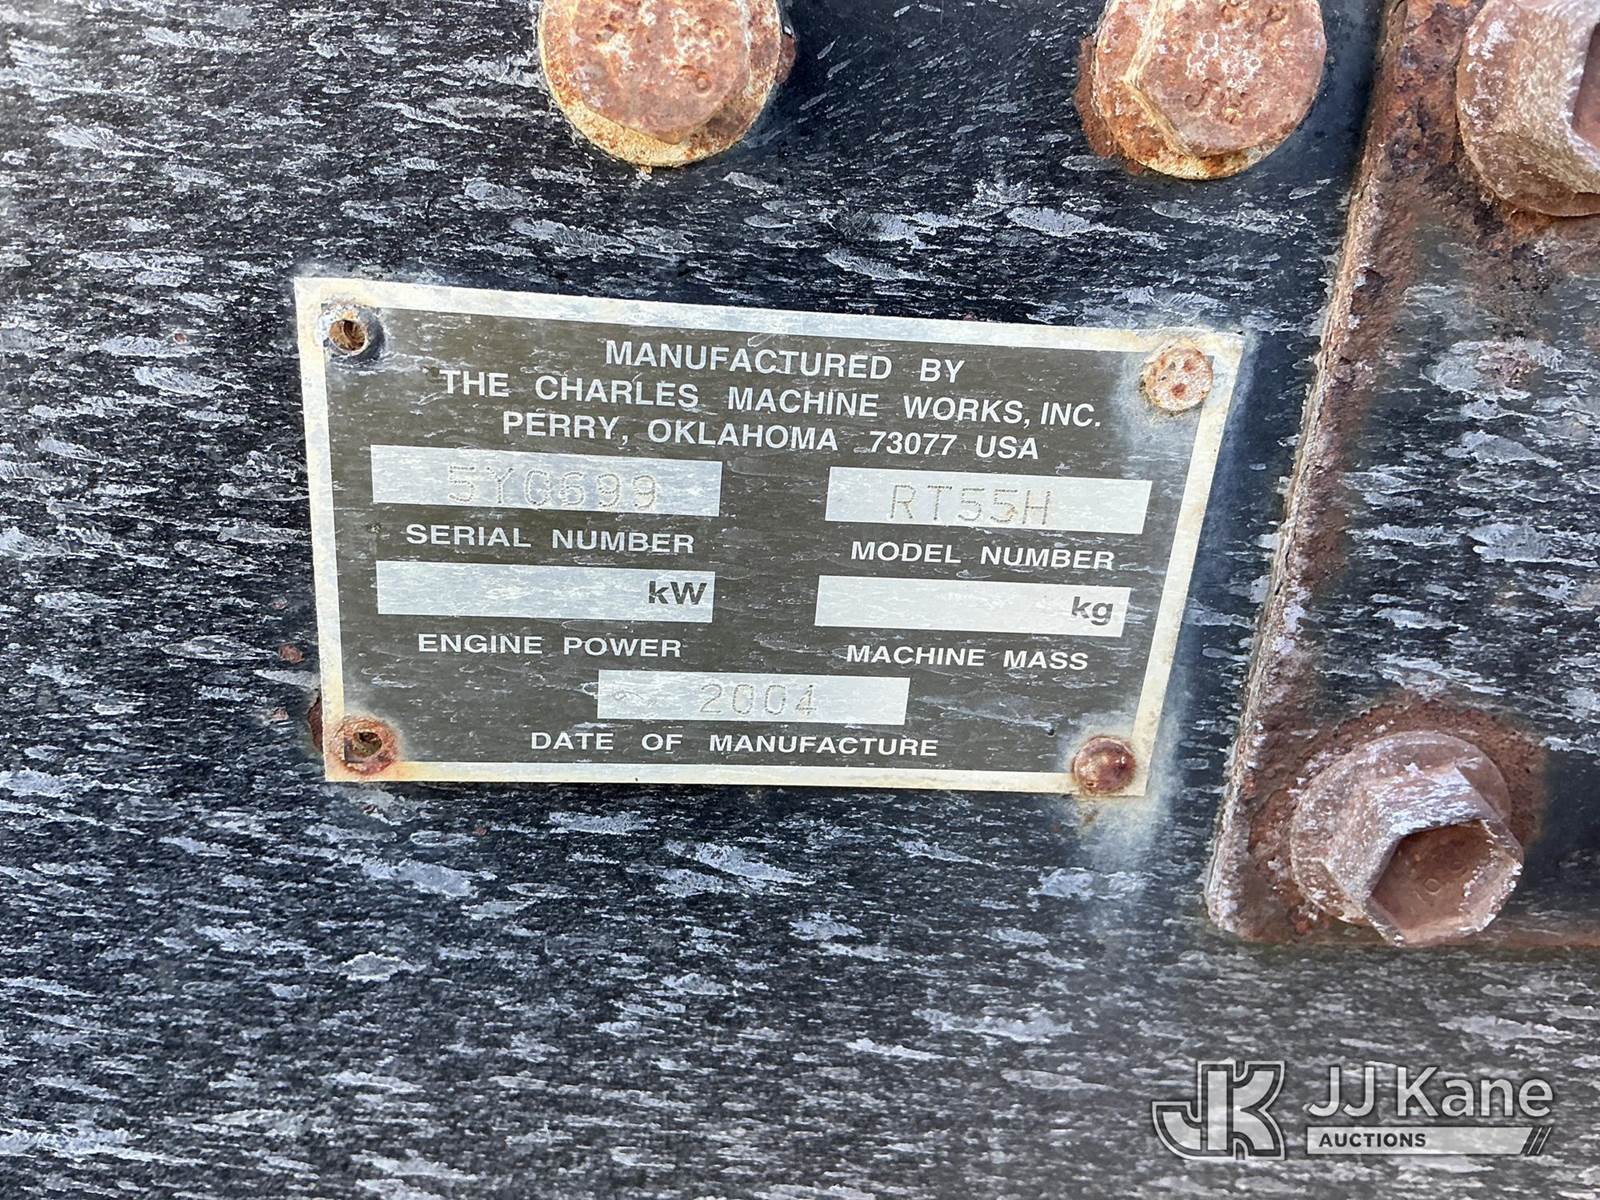 MANUFACTURED BY
THE CHARLES MACHINE WORKS, INC.
PERRY, OKLAHOMA 73077 USA
RT55H
SERIAL NUMBER
MODEL NUMBER
kW
kg
ENGINE POWER
MACHINE MASS
2004
DATE OF MANUFACTURE
JK JJ Kane
AUCTIONS